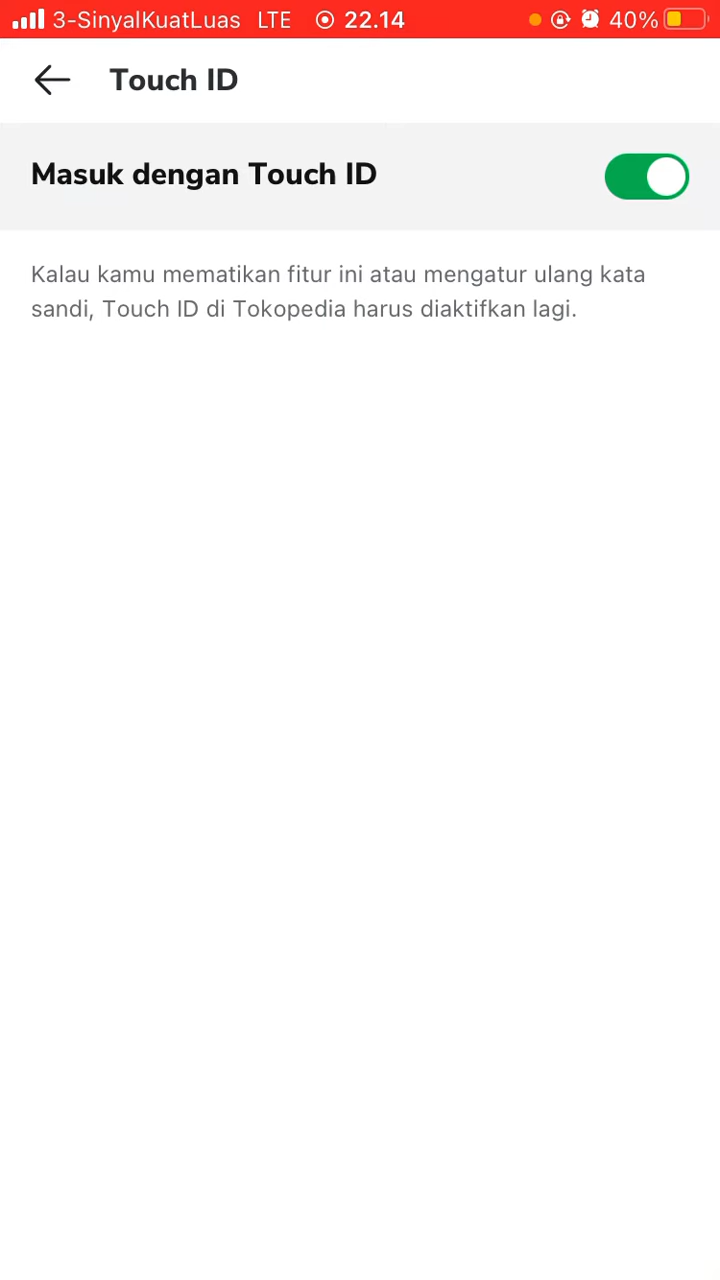 3-SinyalKuatLuas LTE 22.14 40%
Touch ID
Masuk dengan Touch ID
Kalau kamu mematikan fitur ini atau mengatur ulang kata
sandi, Touch ID di Tokopedia harus diaktifkan lagi.